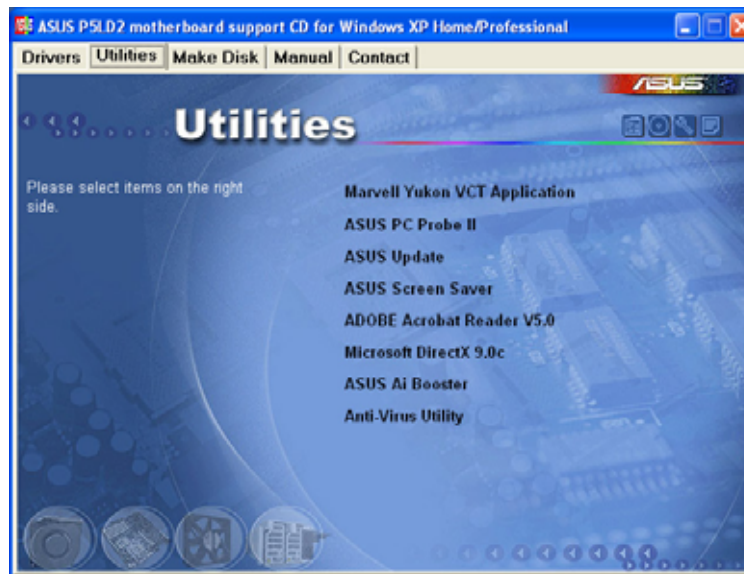 ASUS P5LD2 motherboard support CD for Windows XP Home/Professional
Drivers Utilities Make Disk Manual Contact
ASUS
Utilities
Please select items on the right
side.
Marvell Yukon VCT Application
ASUS PC Probe II
ASUS Update
ASUS Screen Saver
ADOBE Acrobat Reader V5.0
Microsoft DirectX 9.0c
ASUS Ai Booster
Anti-Virus Utility